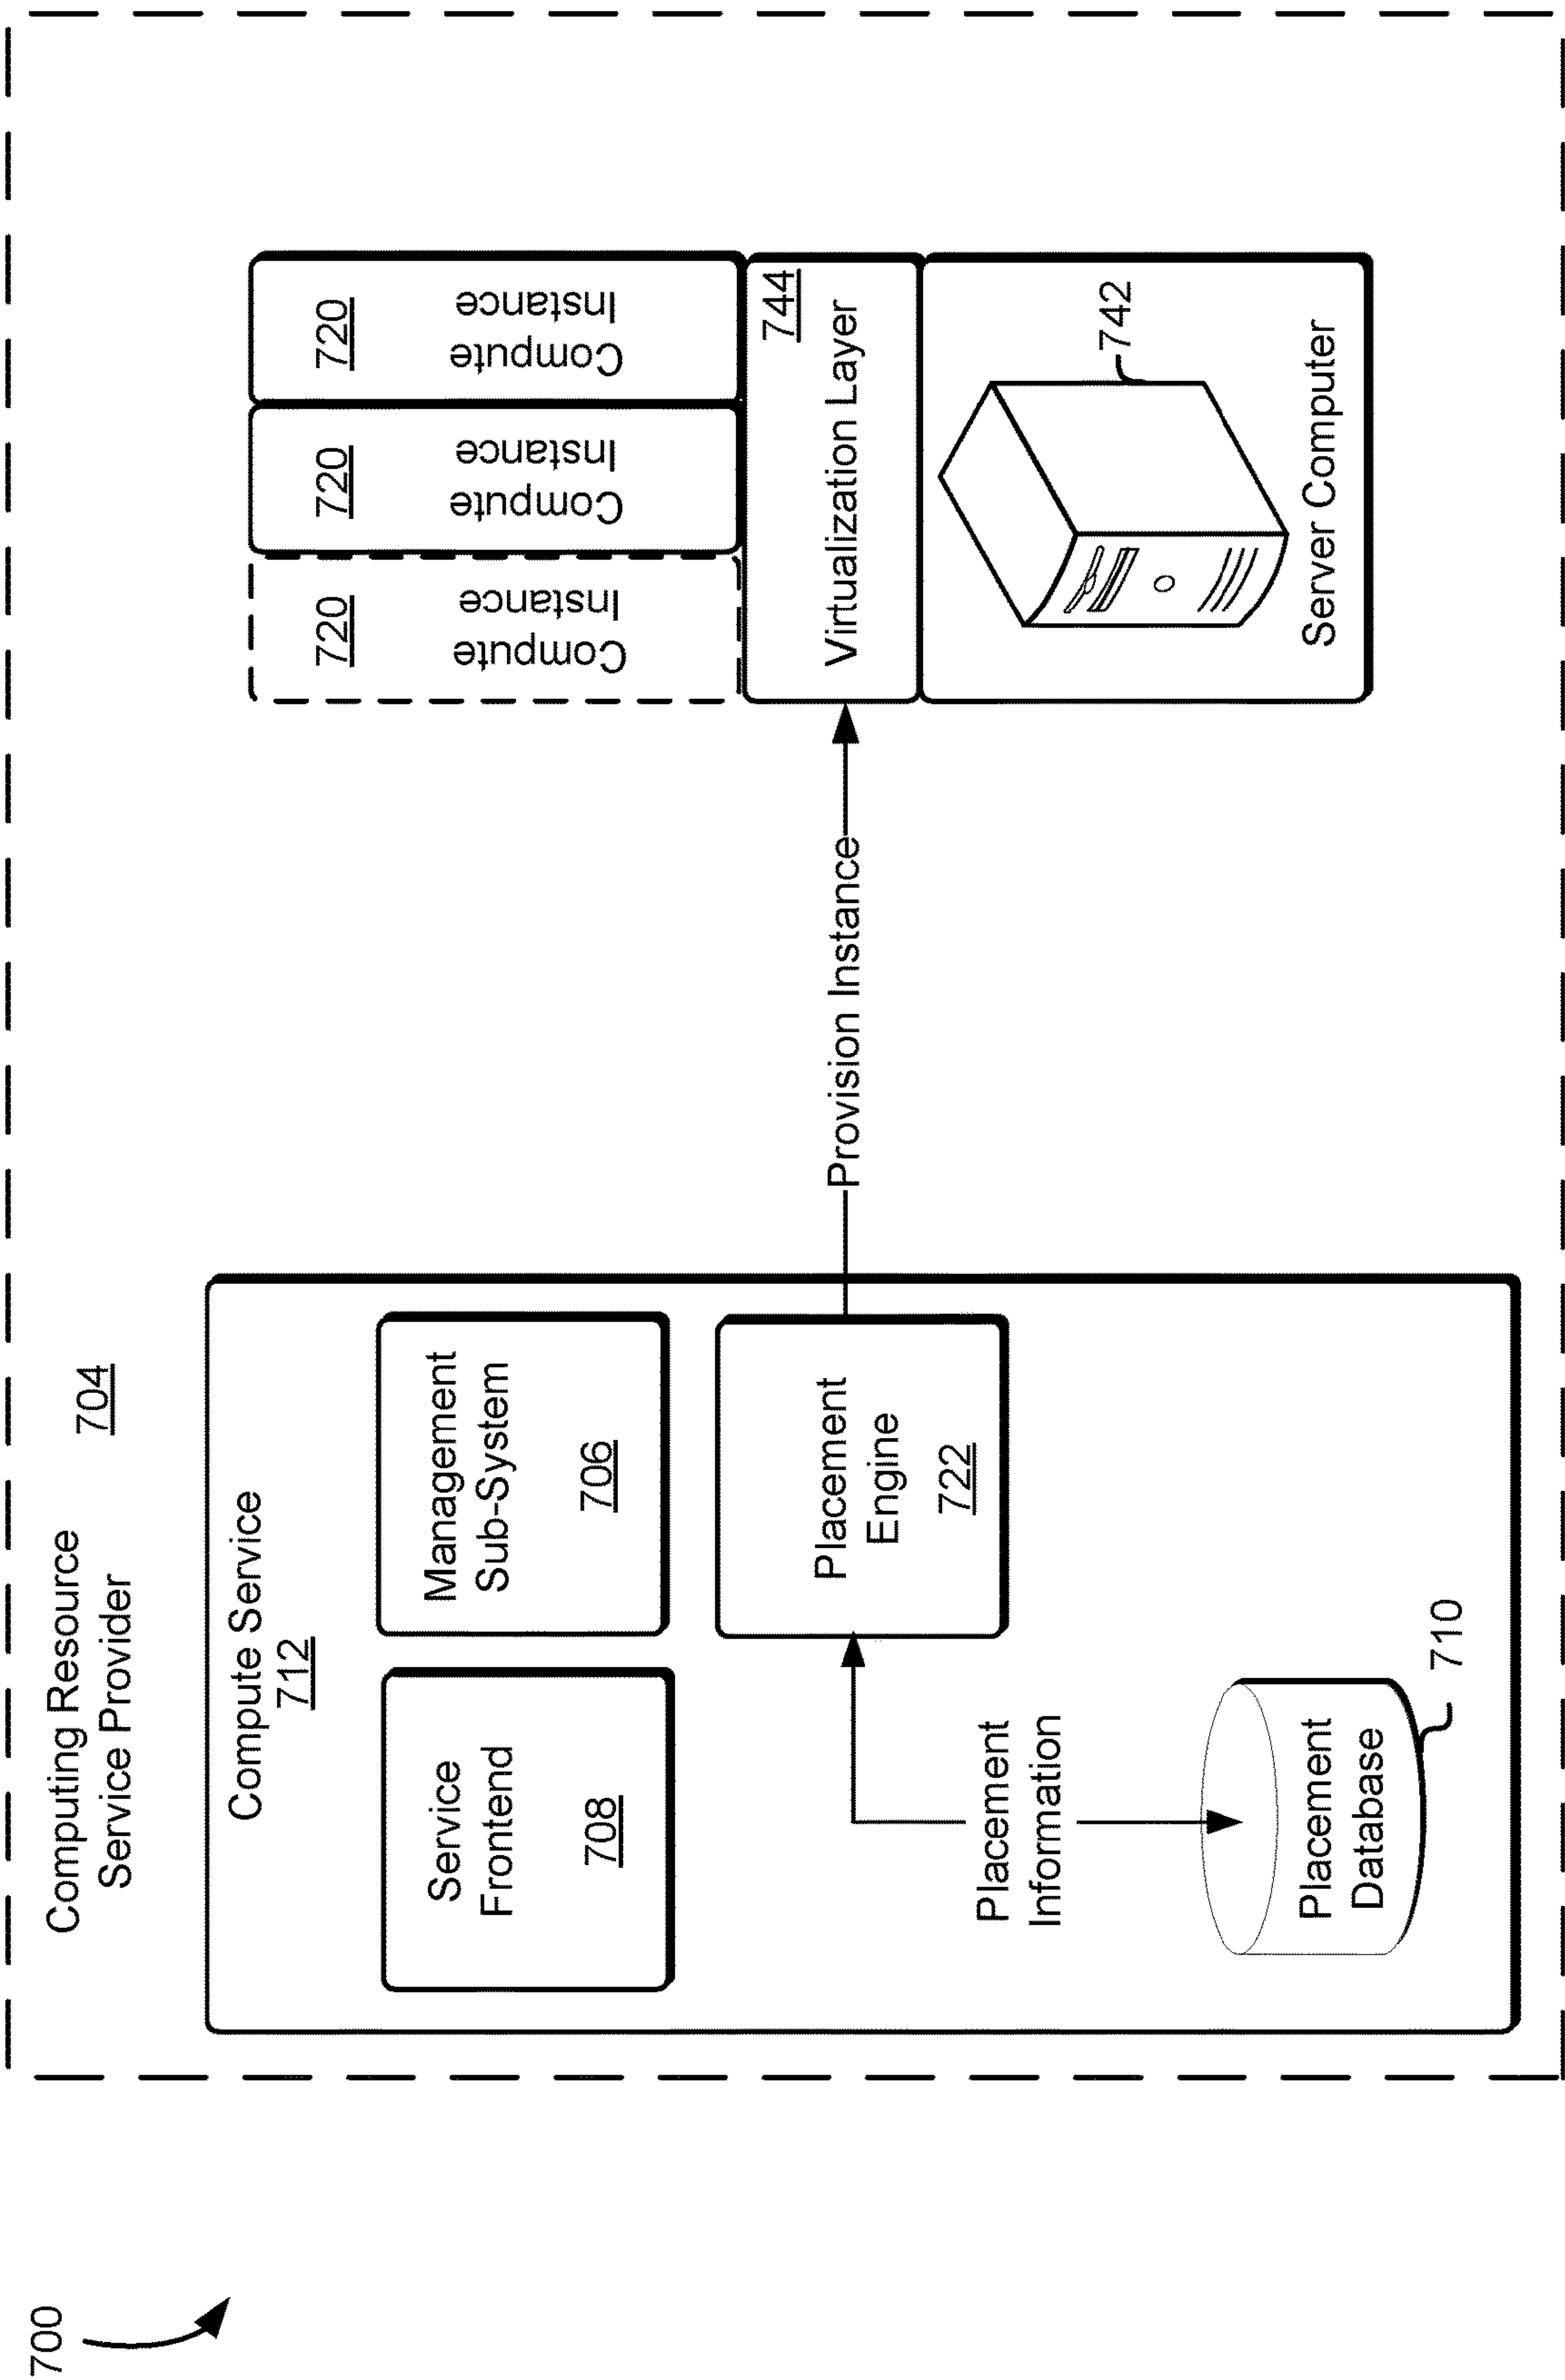 700
Computing Resource
Service Provider
704
Compute Service
712
Service
Frontend
708
Management
Sub-System
706
Placement
Engine
722
Placement
Information
Placement
Database
710
Provision Instance
720
Compute
Instance
720
Compute
Instance
720
Compute
Instance
744
Virtualization Layer
742
Server Computer